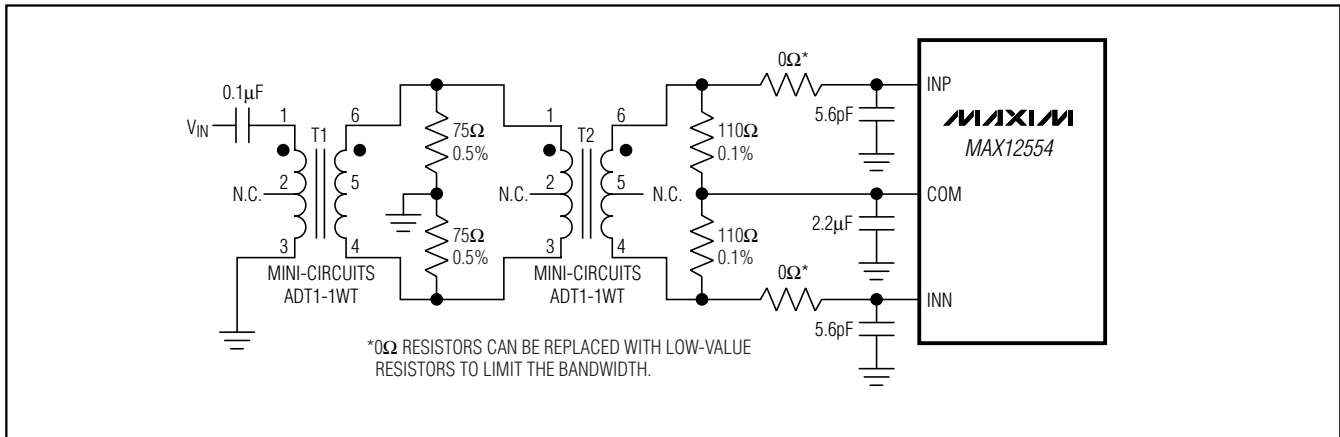 0.1μF
V_IN
1
6
T1
N.C.
2
5
3
4
MINI-CIRCUITS
ADT1-1WT
75Ω
0.5%
75Ω
0.5%
1
6
T2
N.C.
2
5
N.C.
3
4
MINI-CIRCUITS
ADT1-1WT
110Ω
0.1%
110Ω
0.1%
0Ω*
5.6pF
2.2μF
0Ω*
5.6pF
INP
MAXIM
MAX12554
COM
INN
*0Ω RESISTORS CAN BE REPLACED WITH LOW-VALUE
RESISTORS TO LIMIT THE BANDWIDTH.